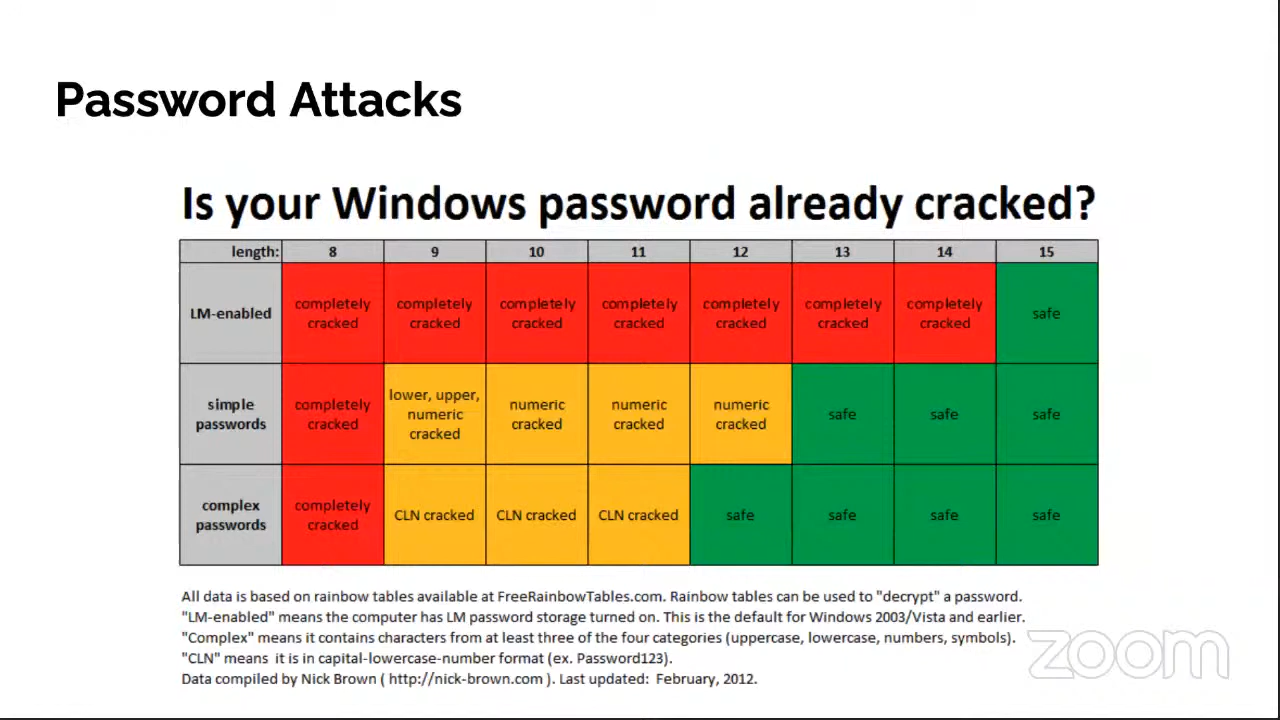 Password Attacks
Is your Windows password already cracked?
length: 8 9 10 11 12 13 14 15
LM-enabled
completely
cracked
completely
cracked
completely
cracked
completely
cracked
completely
cracked
completely
cracked
completely
cracked
safe
simple
passwords
completely
cracked
lower, upper,
numeric
cracked
numeric
cracked
numeric
cracked
numeric
cracked
safe
safe
safe
complex
passwords
completely
cracked
CLN cracked
CLN cracked
CLN cracked
safe
safe
safe
safe
All data is based on rainbow tables available at FreeRainbowTables.com. Rainbow tables can be used to "decrypt" a password.
"LM-enabled" means the computer has LM password storage turned on. This is the default for Windows 2003/Vista and earlier.
"Complex" means it contains characters from at least three of the four categories (uppercase, lowercase, numbers, symbols).
"CLN" means it is in capital-lowercase-number format (ex. Password123).
Data compiled by Nick Brown ( http://nick-brown.com ). Last updated: February, 2012.
zoom